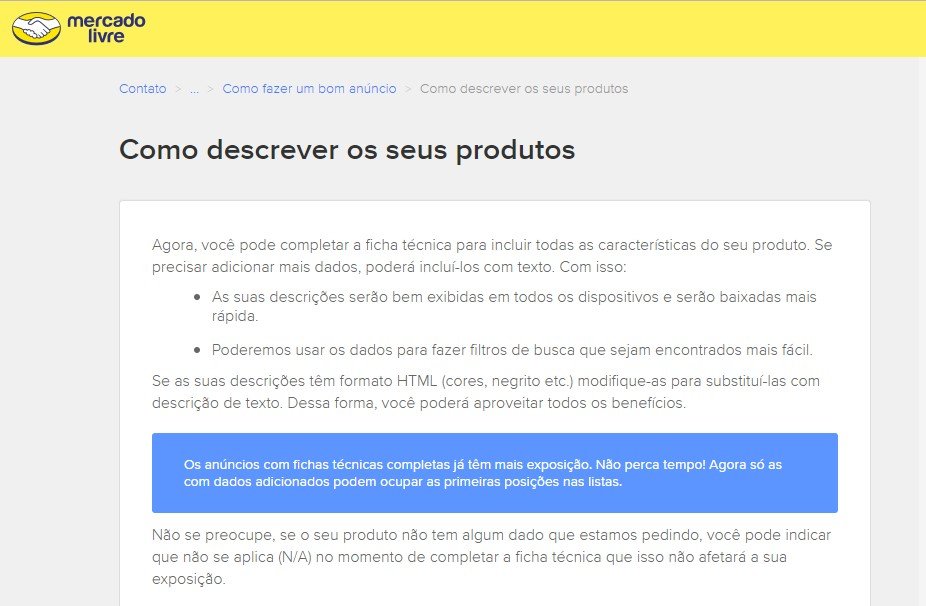 mercado
livre
Contato > ... > Como fazer um bom anúncio > Como descrever os seus produtos
Como descrever os seus produtos
Agora, você pode completar a ficha técnica para incluir todas as características do seu produto. Se
precisar adicionar mais dados, poderá incluí-los com texto. Com isso:
• As suas descrições serão bem exibidas em todos os dispositivos e serão baixadas mais
rápida.
• Poderemos usar os dados para fazer filtros de busca que sejam encontrados mais fácil.
Se as suas descrições têm formato HTML (cores, negrito etc.) modifique-as para substituí-las com
descrição de texto. Dessa forma, você poderá aproveitar todos os benefícios.
Os anúncios com fichas técnicas completas já têm mais exposição. Não perca tempo! Agora só as
com dados adicionados podem ocupar as primeiras posições nas listas.
Não se preocupe, se o seu produto não tem algum dado que estamos pedindo, você pode indicar
que não se aplica (N/A) no momento de completar a ficha técnica que isso não afetará a sua
exposição.